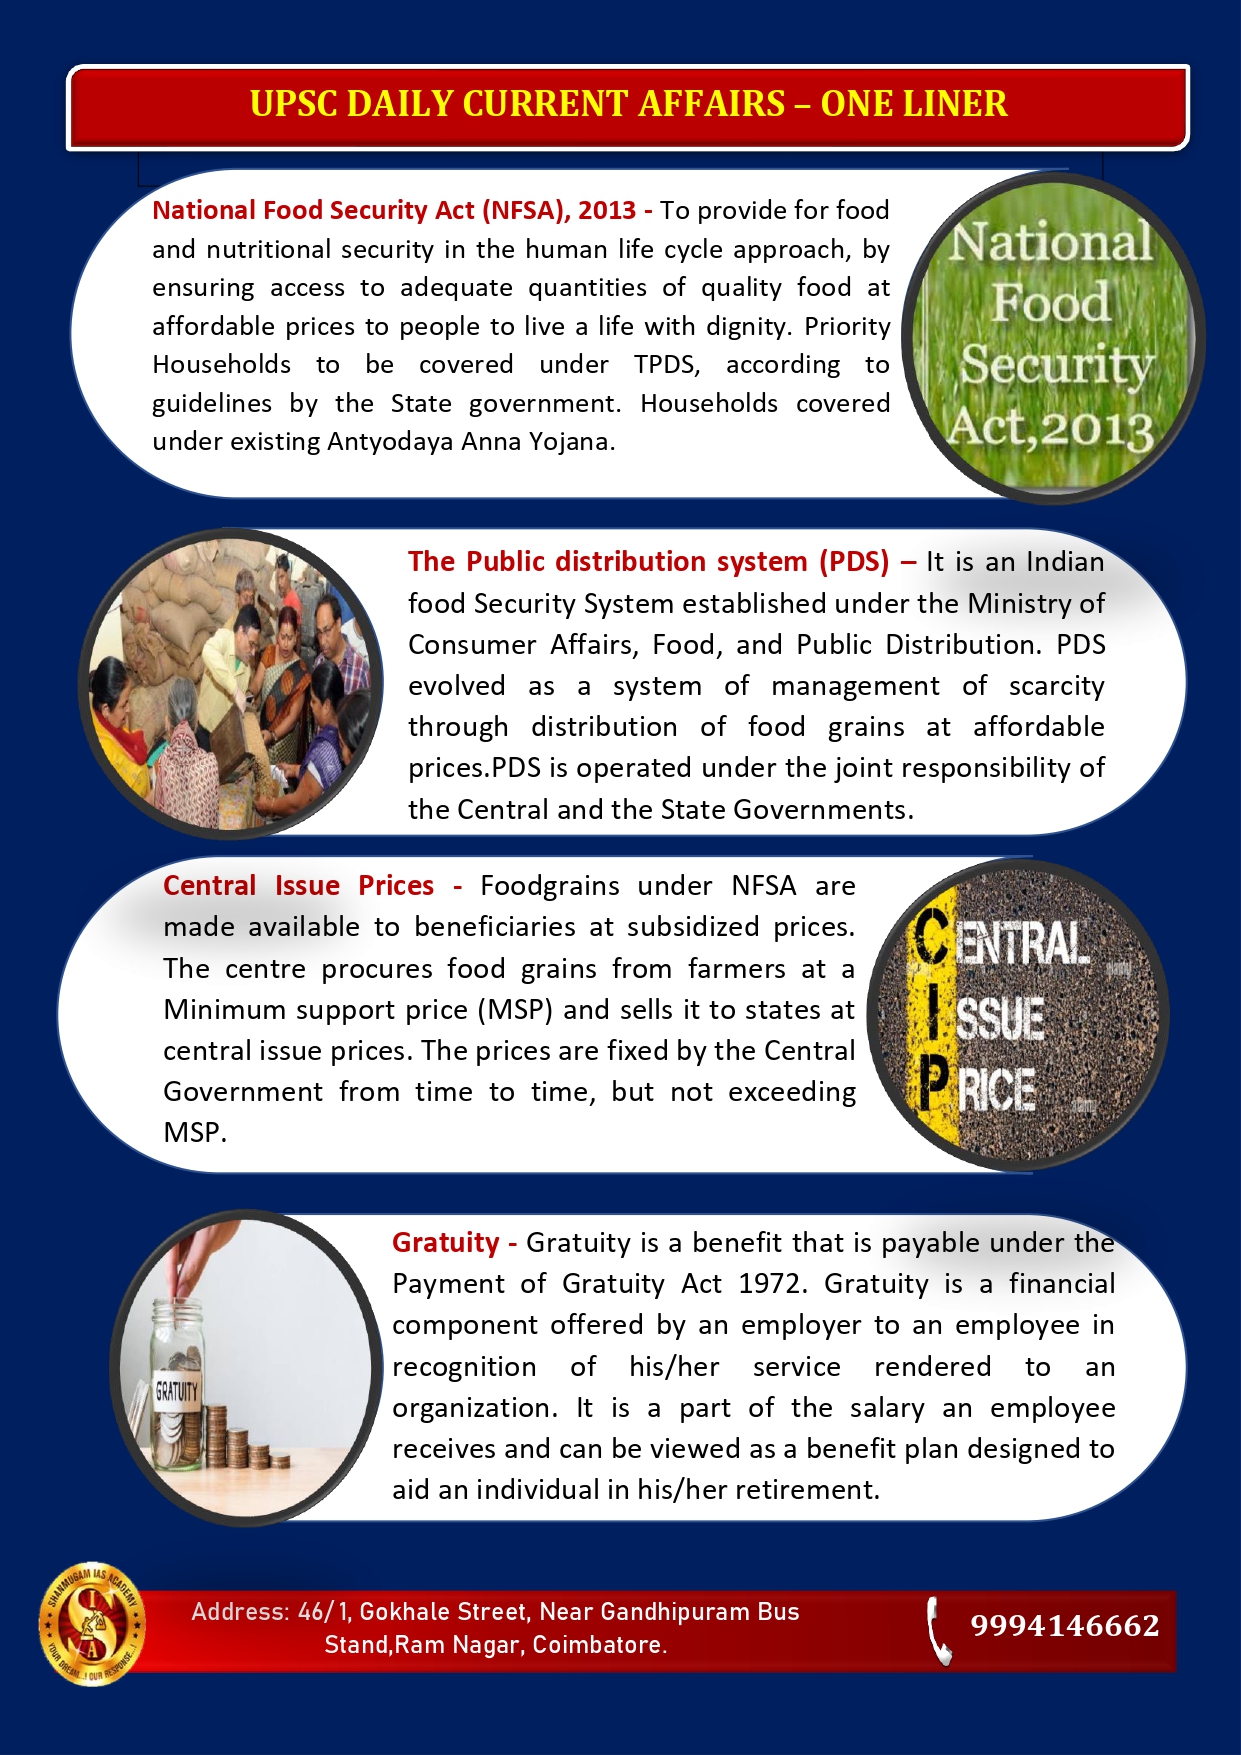 UPSC DAILY CURRENT AFFAIRS – ONE LINER
National Food Security Act (NFSA), 2013 - To provide for food
and nutritional security in the human life cycle approach, by
ensuring access to adequate quantities of quality food at
affordable prices to people to live a life with dignity. Priority
Households to be covered under TPDS, according to
guidelines by the State government. Households covered
under existing Antyodaya Anna Yojana.
National
Food
Security
Act,2013
The Public distribution system (PDS) – It is an Indian
food Security System established under the Ministry of
Consumer Affairs, Food, and Public Distribution. PDS
evolved as a system of management of scarcity
through distribution of food grains at affordable
prices.PDS is operated under the joint responsibility of
the Central and the State Governments.
Central Issue Prices - Foodgrains under NFSA are
made available to beneficiaries at subsidized prices.
The centre procures food grains from farmers at a
Minimum support price (MSP) and sells it to states at
central issue prices. The prices are fixed by the Central
Government from time to time, but not exceeding
MSP.
CENTRAL
ISSUE
PRICE
Gratuity - Gratuity is a benefit that is payable under the
Payment of Gratuity Act 1972. Gratuity is a financial
component offered by an employer to an employee in
recognition of his/her service rendered to an
organization. It is a part of the salary an employee
receives and can be viewed as a benefit plan designed to
aid an individual in his/her retirement.
GRATUITY
SHANMUGAM IAS ACADEMY
SIA
YOUR DREAM...! OUR RESPONSE...!
Address: 46/1, Gokhale Street, Near Gandhipuram Bus
Stand,Ram Nagar, Coimbatore.
9994146662